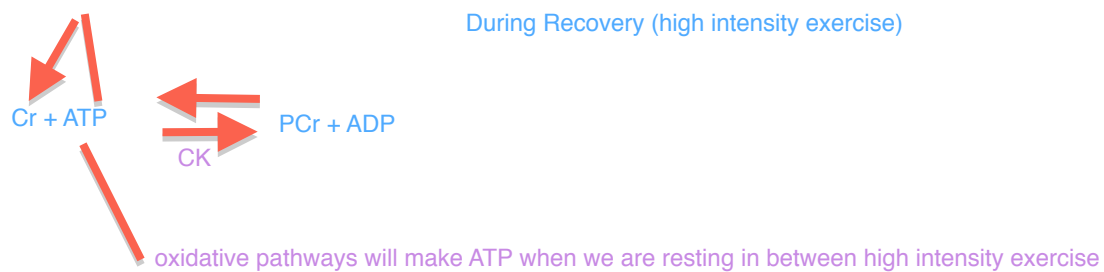 During Recovery (high intensity exercise)
Cr + ATP
PCr + ADP
CK
oxidative pathways will make ATP when we are resting in between high intensity exercise